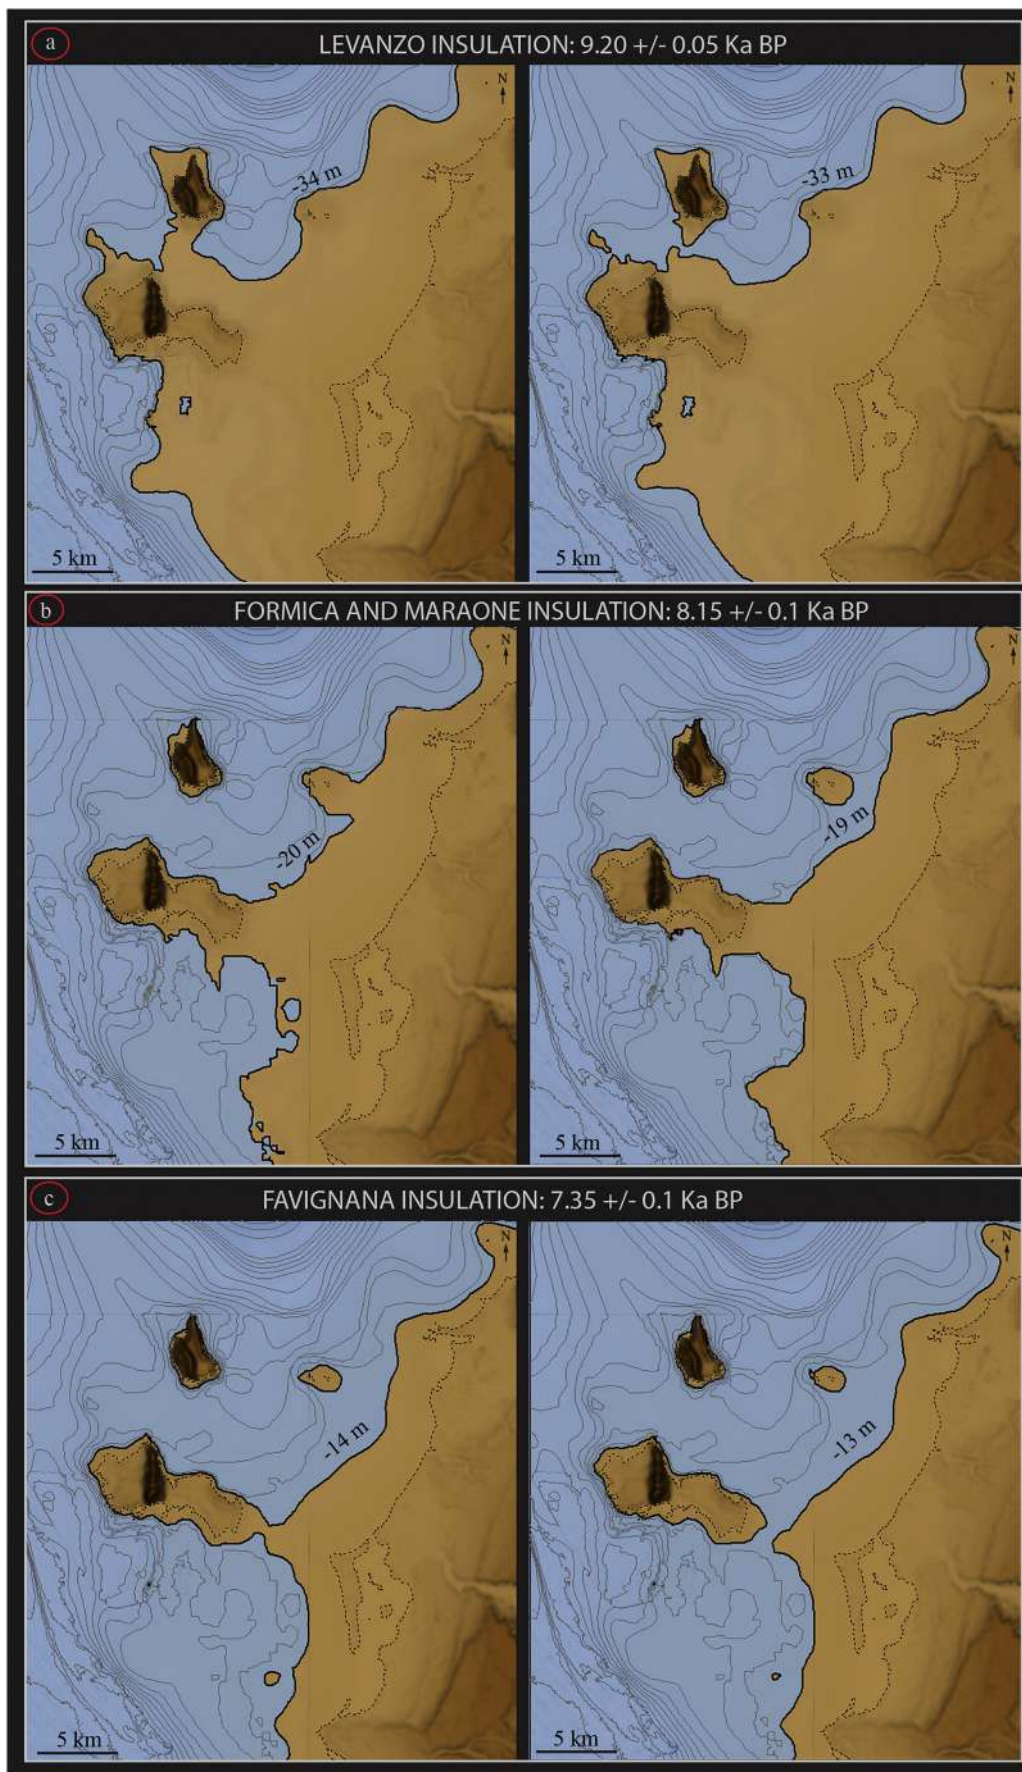 a
LEVANZO INSULATION: 9.20 +/- 0.05 Ka BP
N
-34 m
5 km
N
-33 m
5 km
b
FORMICA AND MARAONE INSULATION: 8.15 +/- 0.1 Ka BP
N
-20 m
5 km
N
-19 m
5 km
c
FAVIGNANA INSULATION: 7.35 +/- 0.1 Ka BP
N
-14 m
5 km
N
-13 m
5 km